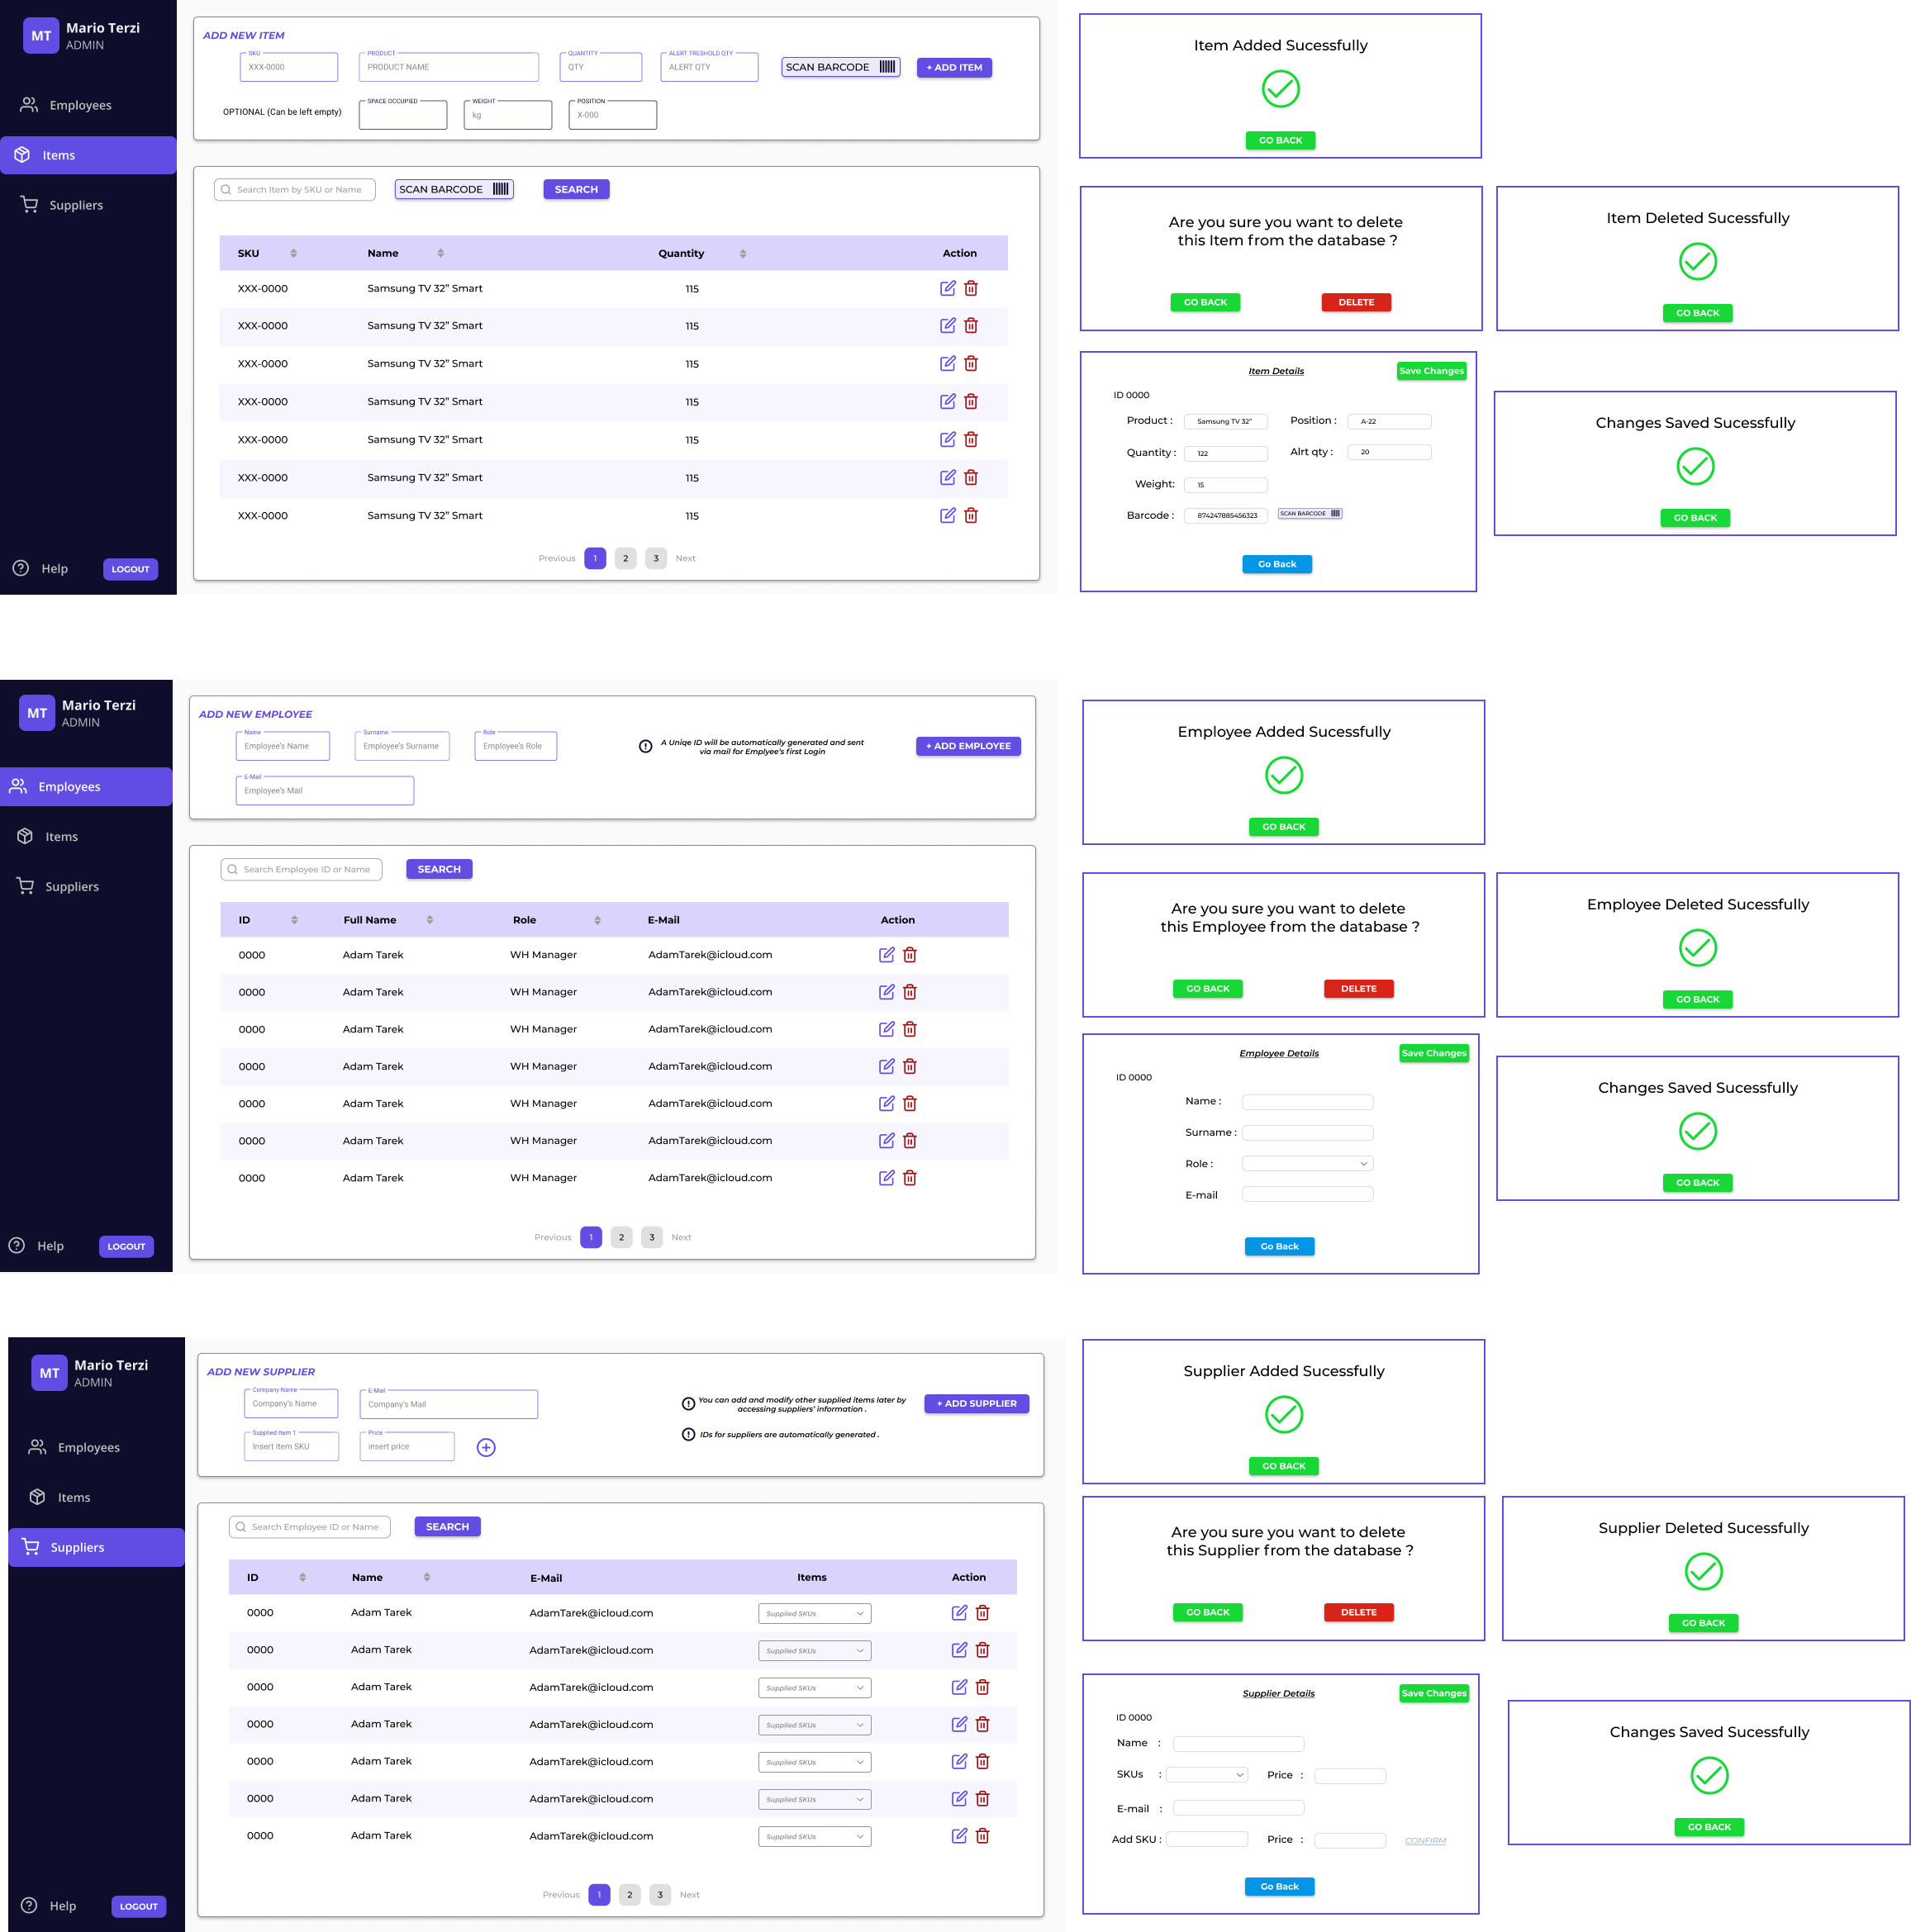 MT
Mario Terzi
ADMIN
Employees
Items
Suppliers
Help
LOGOUT
ADD NEW ITEM
SKU
XXX-0000
PRODUCT
PRODUCT NAME
QUANTITY
QTY
ALERT TRESHOLD QTY
ALERT QTY
SCAN BARCODE
+ ADD ITEM
OPTIONAL (Can be left empty)
SPACE OCCUPIED
WEIGHT
kg
POSITION
X-000
Search Item by SKU or Name
SCAN BARCODE
SEARCH
SKU Name Quantity Action
XXX-0000 Samsung TV 32” Smart 115
XXX-0000 Samsung TV 32” Smart 115
XXX-0000 Samsung TV 32” Smart 115
XXX-0000 Samsung TV 32” Smart 115
XXX-0000 Samsung TV 32” Smart 115
XXX-0000 Samsung TV 32” Smart 115
XXX-0000 Samsung TV 32” Smart 115
Previous 1 2 3 Next
Item Added Sucessfully
GO BACK
Are you sure you want to delete
this Item from the database ?
GO BACK
DELETE
Item Deleted Sucessfully
GO BACK
Item Details
Save Changes
ID 0000
Product : Samsung TV 32” Position : A-22
Quantity : 122 Alrt qty : 20
Weight: 15
Barcode : 874247885456323 SCAN BARCODE
Go Back
Changes Saved Sucessfully
GO BACK
MT
Mario Terzi
ADMIN
Employees
Items
Suppliers
Help
LOGOUT
ADD NEW EMPLOYEE
Name
Employee’s Name
Surname
Employee’s Surname
Role
Employee’s Role
A Uniqe ID will be automatically generated and sent
via mail for Emplyee’s first Login
+ ADD EMPLOYEE
E-Mail
Employee’s Mail
Search Employee ID or Name
SEARCH
ID Full Name Role E-Mail Action
0000 Adam Tarek WH Manager AdamTarek@icloud.com
0000 Adam Tarek WH Manager AdamTarek@icloud.com
0000 Adam Tarek WH Manager AdamTarek@icloud.com
0000 Adam Tarek WH Manager AdamTarek@icloud.com
0000 Adam Tarek WH Manager AdamTarek@icloud.com
0000 Adam Tarek WH Manager AdamTarek@icloud.com
0000 Adam Tarek WH Manager AdamTarek@icloud.com
Previous 1 2 3 Next
Employee Added Sucessfully
GO BACK
Are you sure you want to delete
this Employee from the database ?
GO BACK
DELETE
Employee Deleted Sucessfully
GO BACK
Employee Details
Save Changes
ID 0000
Name :
Surname :
Role :
E-mail
Go Back
Changes Saved Sucessfully
GO BACK
MT
Mario Terzi
ADMIN
Employees
Items
Suppliers
Help
LOGOUT
ADD NEW SUPPLIER
Company Name
Company’s Name
E-Mail
Company’s Mail
Supplied Item 1
Insert Item SKU
Price
insert price
You can add and modify other supplied items later by
accessing suppliers’ information .
IDs for suppliers are automatically generated .
+ ADD SUPPLIER
Search Employee ID or Name
SEARCH
ID Name E-Mail Items Action
0000 Adam Tarek AdamTarek@icloud.com Supplied SKUs
0000 Adam Tarek AdamTarek@icloud.com Supplied SKUs
0000 Adam Tarek AdamTarek@icloud.com Supplied SKUs
0000 Adam Tarek AdamTarek@icloud.com Supplied SKUs
0000 Adam Tarek AdamTarek@icloud.com Supplied SKUs
0000 Adam Tarek AdamTarek@icloud.com Supplied SKUs
0000 Adam Tarek AdamTarek@icloud.com Supplied SKUs
Previous 1 2 3 Next
Supplier Added Sucessfully
GO BACK
Are you sure you want to delete
this Supplier from the database ?
GO BACK
DELETE
Supplier Deleted Sucessfully
GO BACK
Supplier Details
Save Changes
ID 0000
Name :
SKUs : Price :
E-mail :
Add SKU : Price : CONFIRM
Go Back
Changes Saved Sucessfully
GO BACK